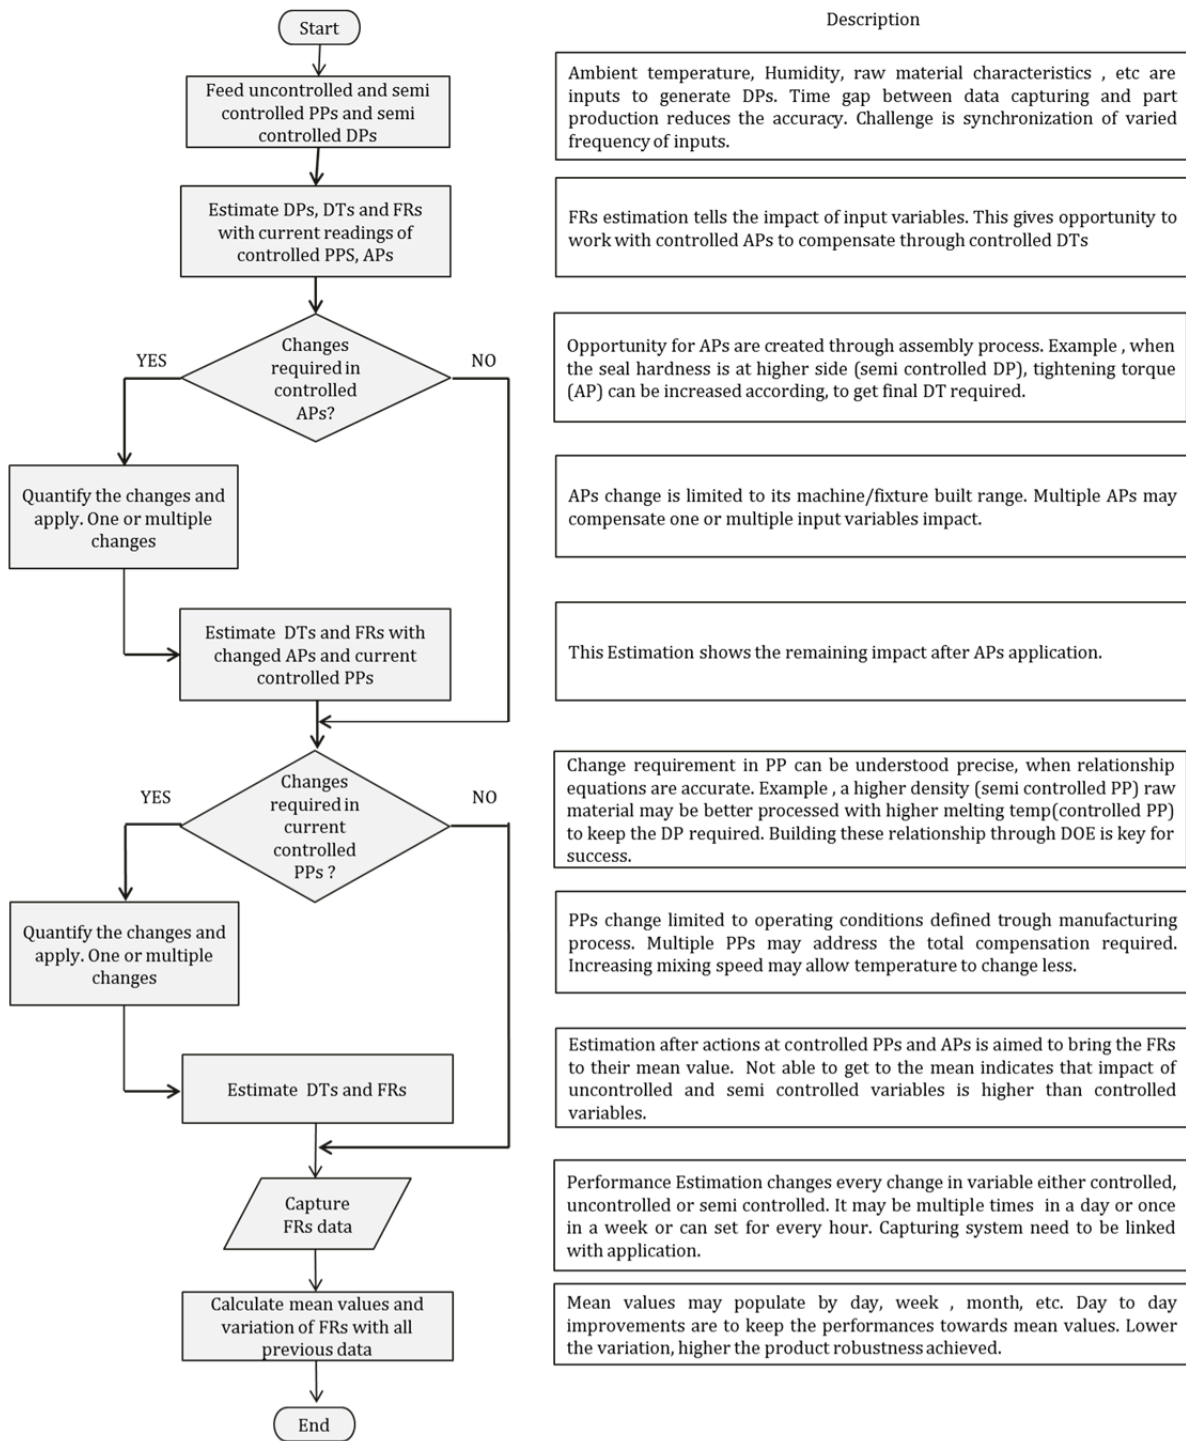 Description
Start
Feed uncontrolled and semi
controlled PPs and semi
controlled DPs
Ambient temperature, Humidity, raw material characteristics , etc are
inputs to generate DPs. Time gap between data capturing and part
production reduces the accuracy. Challenge is synchronization of varied
frequency of inputs.
Estimate DPs, DTs and FRs
with current readings of
controlled PPS, APs
FRs estimation tells the impact of input variables. This gives opportunity to
work with controlled APs to compensate through controlled DTs
YES
Changes
required in
controlled
APs?
NO
Opportunity for APs are created through assembly process. Example , when
the seal hardness is at higher side (semi controlled DP), tightening torque
(AP) can be increased according, to get final DT required.
Quantify the changes and
apply. One or multiple
changes
APs change is limited to its machine/fixture built range. Multiple APs may
compensate one or multiple input variables impact.
Estimate DTs and FRs with
changed APs and current
controlled PPs
This Estimation shows the remaining impact after APs application.
YES
Changes
required in
current
controlled
PPs ?
NO
Change requirement in PP can be understood precise, when relationship
equations are accurate. Example , a higher density (semi controlled PP) raw
material may be better processed with higher melting temp(controlled PP)
to keep the DP required. Building these relationship through DOE is key for
success.
Quantify the changes and
apply. One or multiple
changes
PPs change limited to operating conditions defined trough manufacturing
process. Multiple PPs may address the total compensation required.
Increasing mixing speed may allow temperature to change less.
Estimate DTs and FRs
Estimation after actions at controlled PPs and APs is aimed to bring the FRs
to their mean value. Not able to get to the mean indicates that impact of
uncontrolled and semi controlled variables is higher than controlled
variables.
Capture
FRs data
Performance Estimation changes every change in variable either controlled,
uncontrolled or semi controlled. It may be multiple times in a day or once
in a week or can set for every hour. Capturing system need to be linked
with application.
Calculate mean values and
variation of FRs with all
previous data
Mean values may populate by day, week , month, etc. Day to day
improvements are to keep the performances towards mean values. Lower
the variation, higher the product robustness achieved.
End